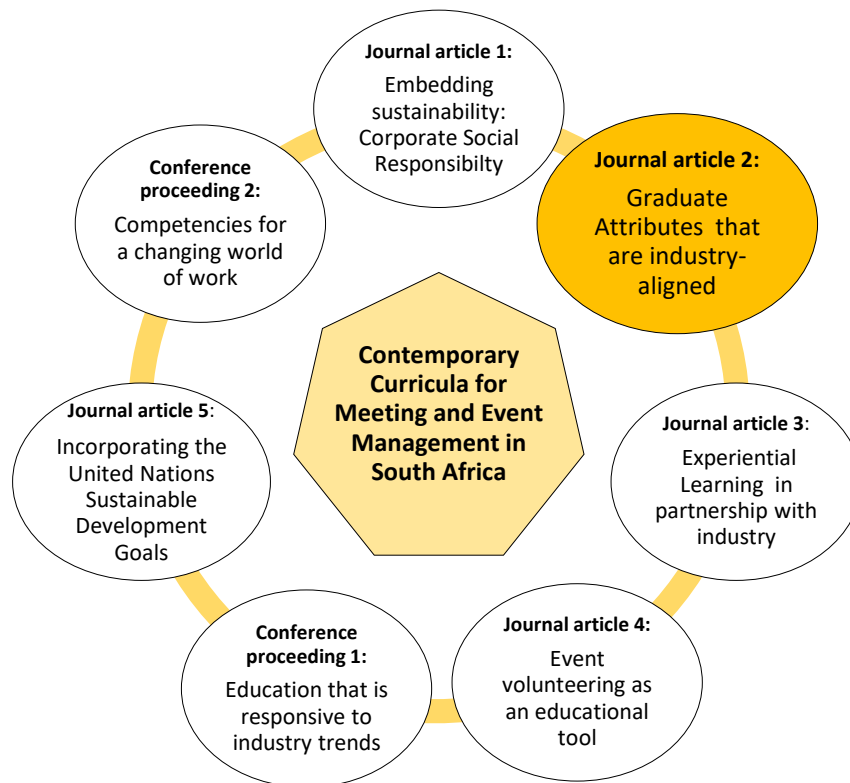 Journal article 1:
Embedding
sustainability:
Corporate Social
Responsibilty
Journal article 2:
Graduate
Attributes that
are industry-
aligned
Journal article 3:
Experiential
Learning in
partnership with
industry
Journal article 4:
Event
volunteering as
an educational
tool
Conference
proceeding 1:
Education that is
responsive to
industry trends
Journal article 5:
Incorporating the
United Nations
Sustainable
Development
Goals
Conference
proceeding 2:
Competencies for
a changing world
of work
Contemporary
Curricula for
Meeting and Event
Management in
South Africa